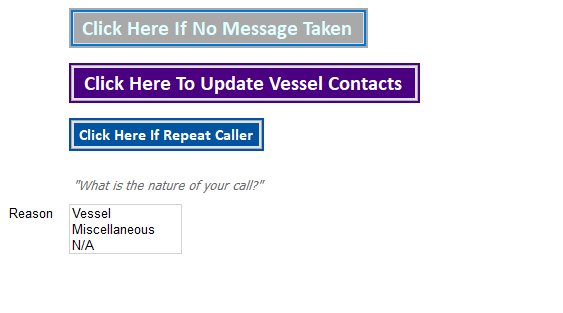 Click Here If No Message Taken
Click Here To Update Vessel Contacts
Click Here If Repeat Caller
"What is the nature of your call?"
Reason
Vessel
Miscellaneous
N/A